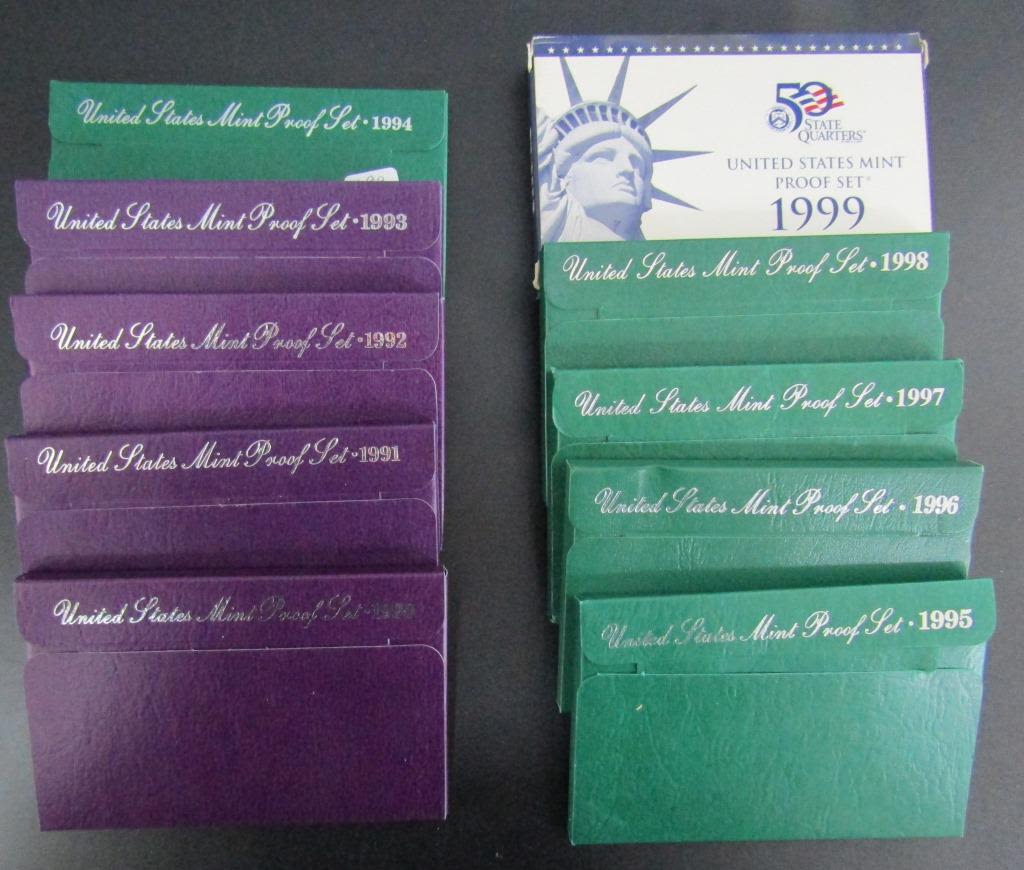 United States Mint Proof Set · 1994
United States Mint Proof Set · 1993
United States Mint Proof Set · 1992
United States Mint Proof Set · 1991
United States Mint Proof Set · 1990
50
STATE
QUARTERS
UNITED STATES MINT
PROOF SET®
1999
United States Mint Proof Set · 1998
United States Mint Proof Set · 1997
United States Mint Proof Set · 1996
United States Mint Proof Set · 1995